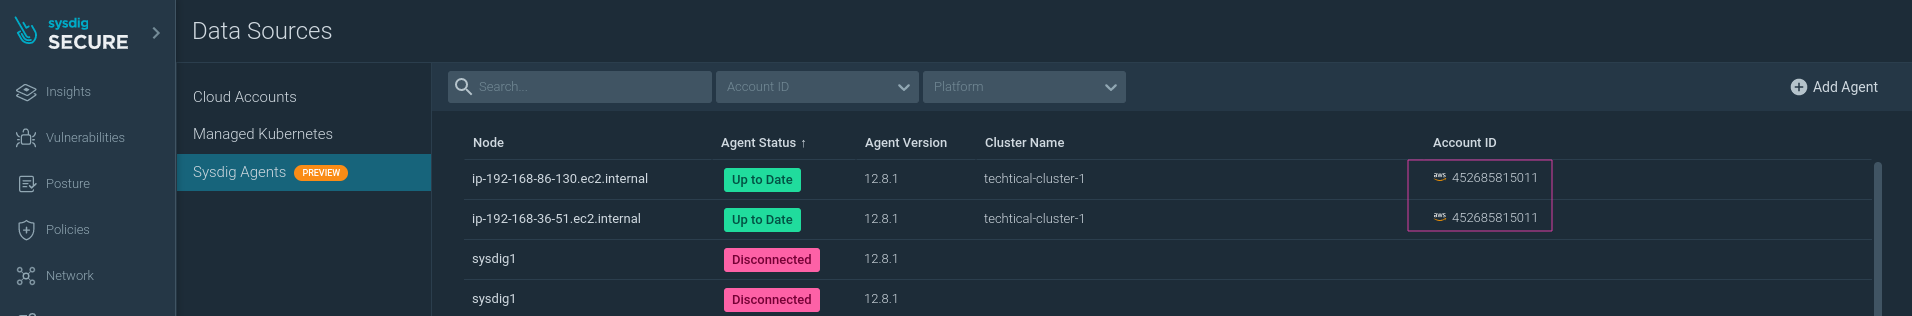 sysdig
SECURE
Insights
Vulnerabilities
Posture
Policies
Network
Data Sources
Cloud Accounts
Managed Kubernetes
Sysdig Agents PREVIEW
Search... Account ID Platform Add Agent
Node Agent Status ↑ Agent Version Cluster Name Account ID
ip-192-168-86-130.ec2.internal Up to Date 12.8.1 techtical-cluster-1 aws 452685815011
ip-192-168-36-51.ec2.internal Up to Date 12.8.1 techtical-cluster-1 aws 452685815011
sysdig1 Disconnected 12.8.1
sysdig1 Disconnected 12.8.1